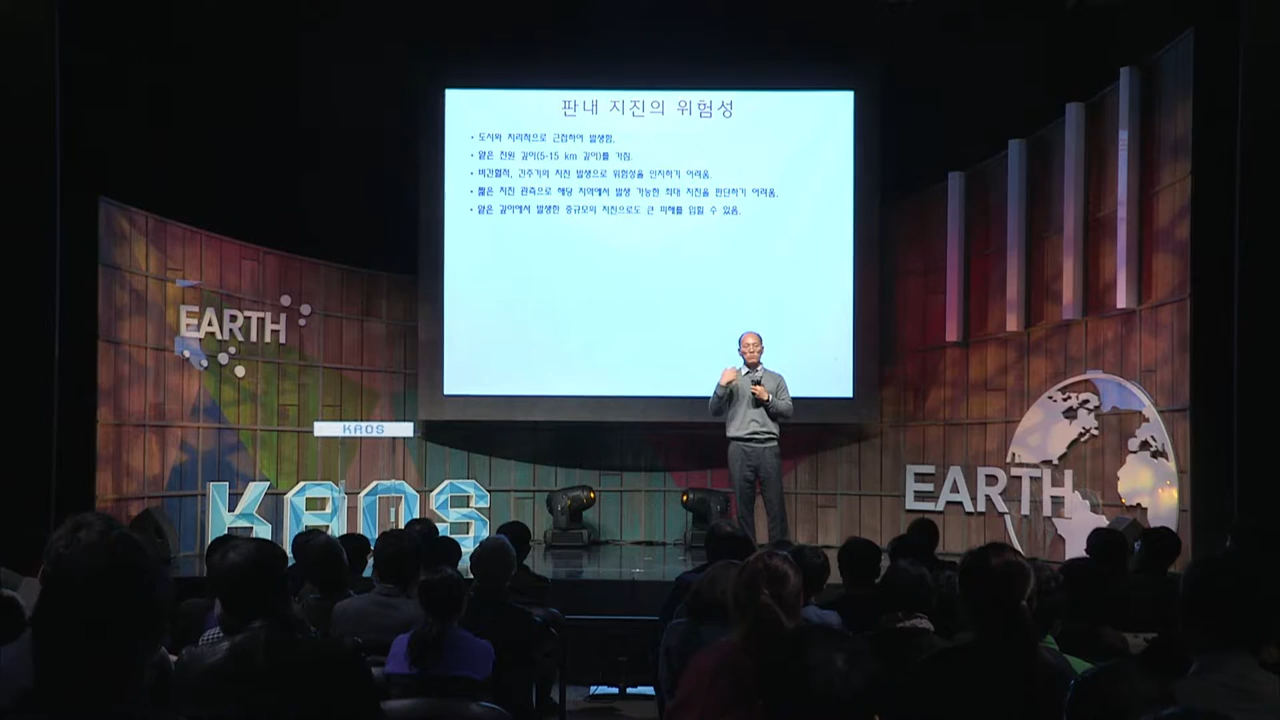 판내 지진의 위험성
• 도시와 지리적으로 근접하여 발생함.
• 얕은 진원 깊이(5-15 km 깊이)를 가짐.
• 비간헐적, 긴주기의 지진 발생으로 위험성을 인지하기 어려움.
• 짧은 지진 관측으로 해당 지역에서 발생 가능한 최대 지진을 판단하기 어려움.
• 얕은 깊이에서 발생한 중규모의 지진으로도 큰 피해를 입힐 수 있음.
EARTH
KAOS
KAOS
EARTH